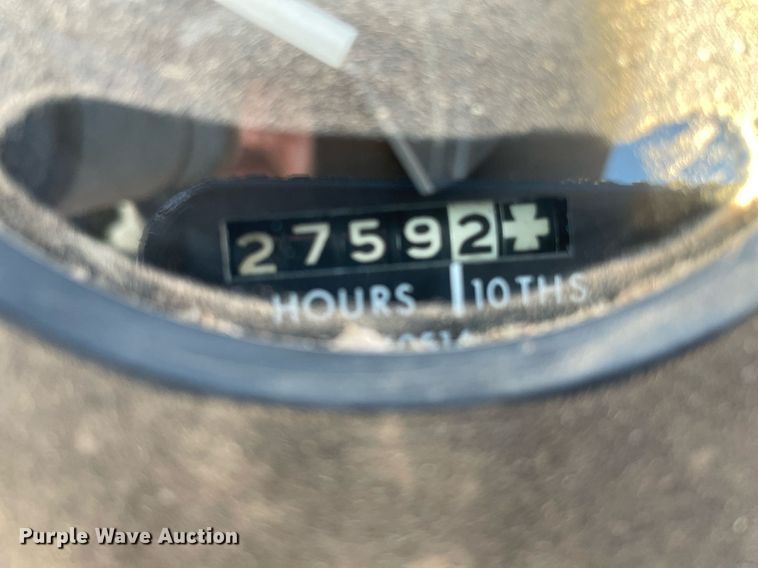 27592
HOURS 10THS
Purple Wave Auction